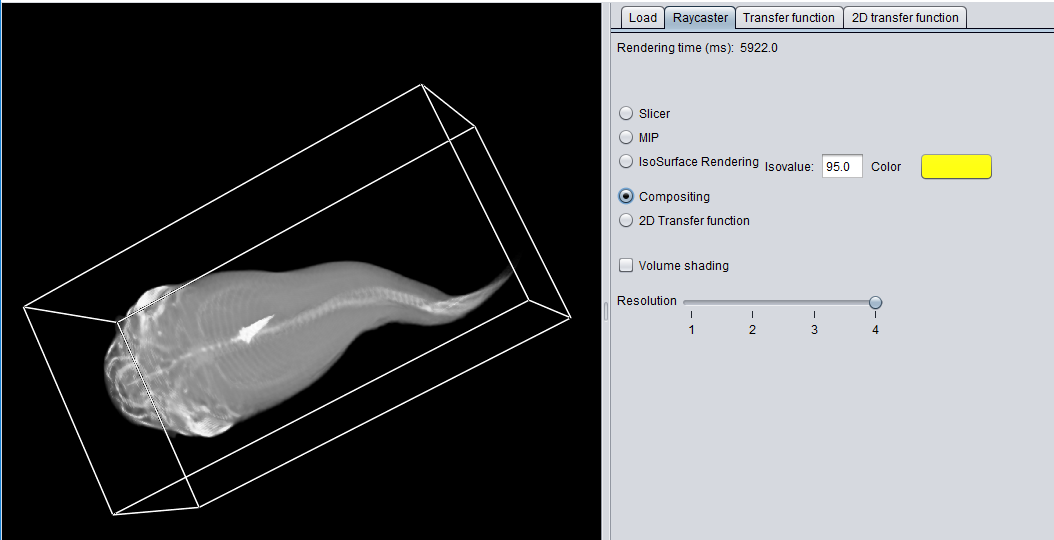 Load Raycaster Transfer function 2D transfer function
Rendering time (ms): 5922.0
Slicer
MIP
IsoSurface Rendering Isovalue: 95.0 Color
Compositing
2D Transfer function
Volume shading
Resolution
1 2 3 4